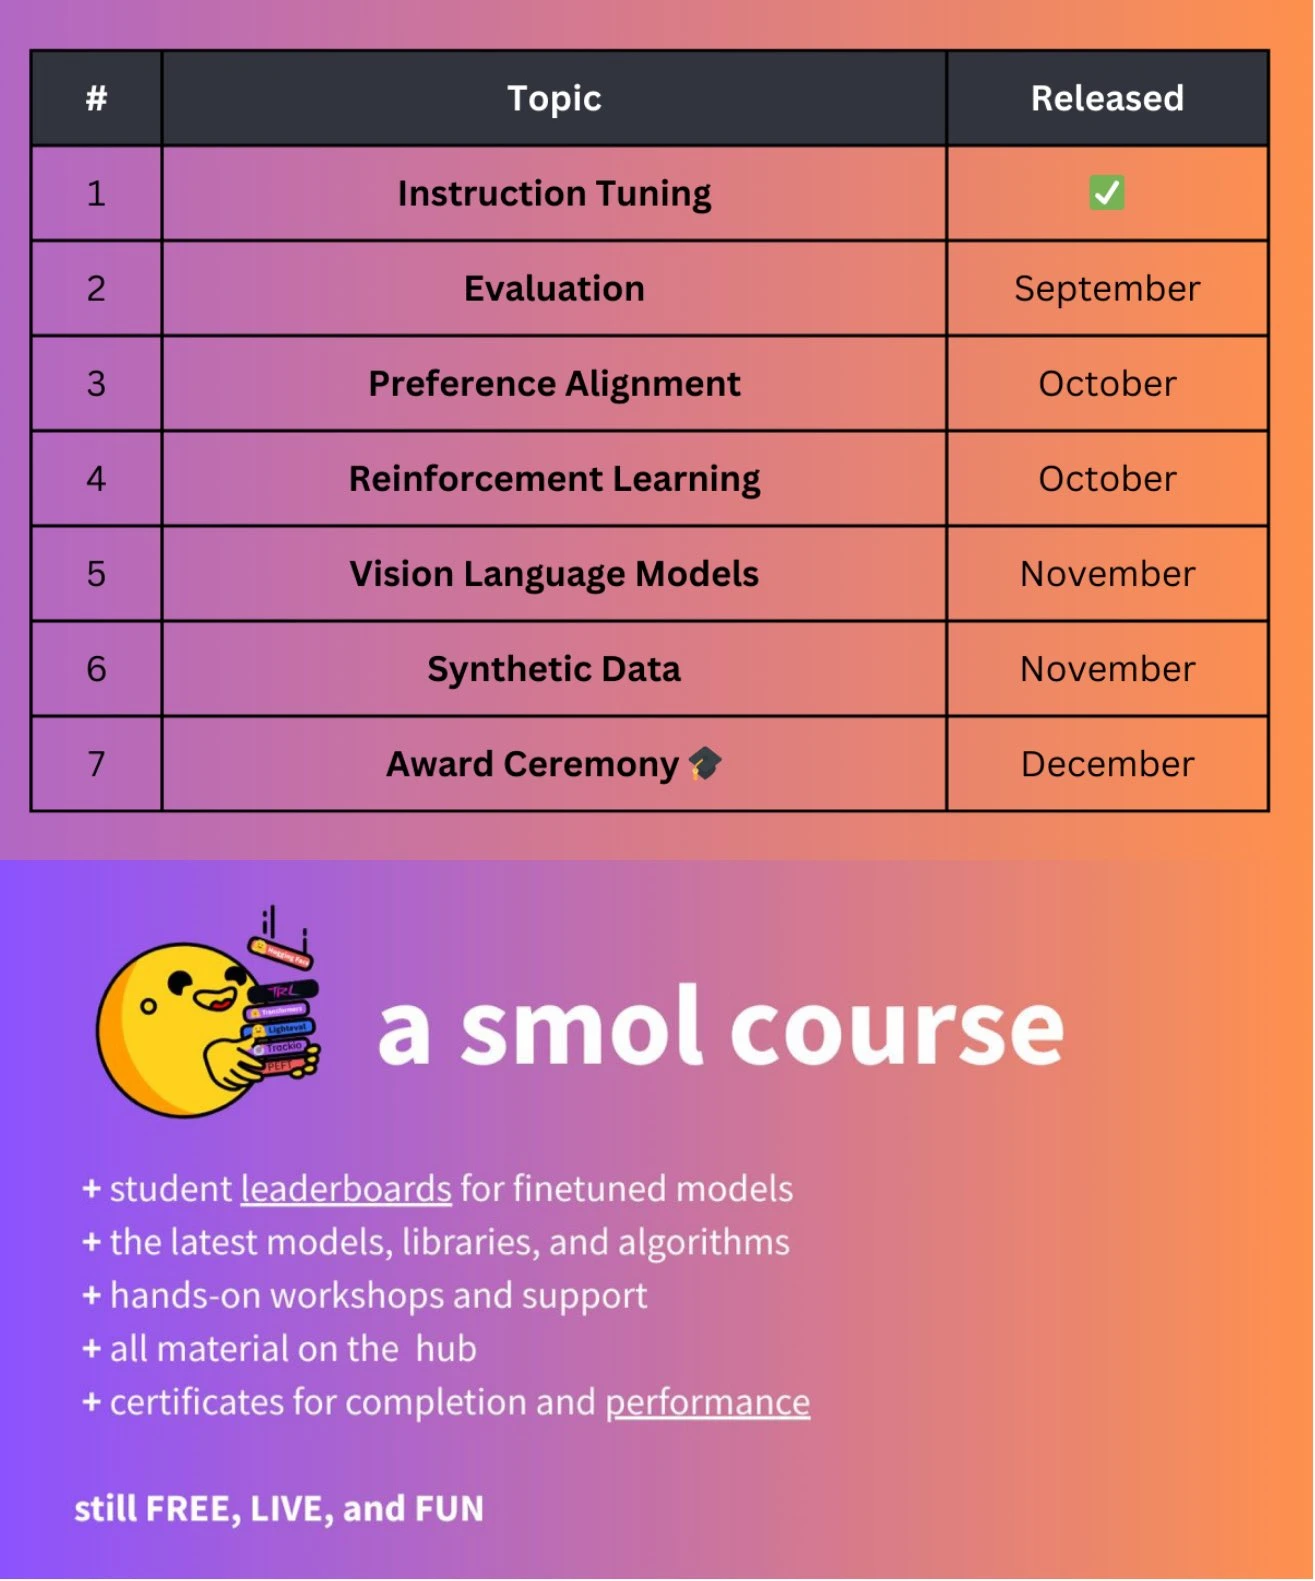 # Topic Released
1 Instruction Tuning ✅
2 Evaluation September
3 Preference Alignment October
4 Reinforcement Learning October
5 Vision Language Models November
6 Synthetic Data November
7 Award Ceremony 🎓 December
Hugging Face
TRL
Transformers
Lighteval
Trackio
PEFT
a smol course
+ student leaderboards for finetuned models
+ the latest models, libraries, and algorithms
+ hands-on workshops and support
+ all material on the hub
+ certificates for completion and performance
still FREE, LIVE, and FUN